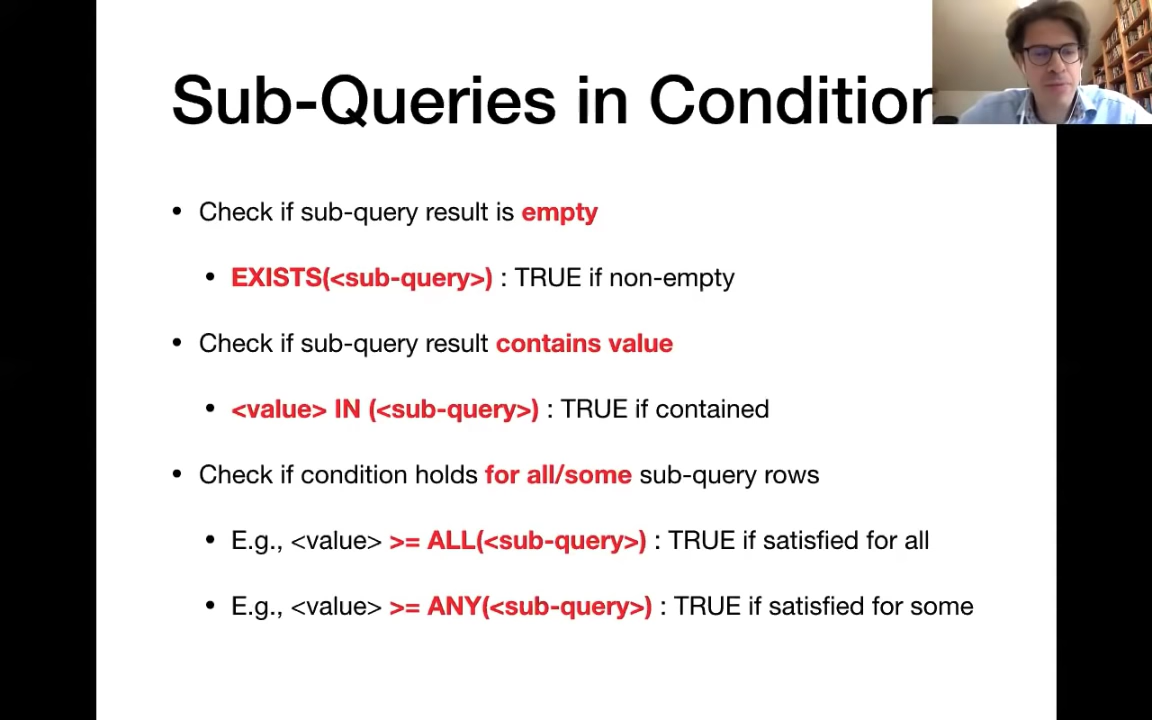 Sub-Queries in Condition
• Check if sub-query result is empty
• EXISTS(<sub-query>) : TRUE if non-empty
• Check if sub-query result contains value
• <value> IN (<sub-query>) : TRUE if contained
• Check if condition holds for all/some sub-query rows
• E.g., <value> >= ALL(<sub-query>) : TRUE if satisfied for all
• E.g., <value> >= ANY(<sub-query>) : TRUE if satisfied for some